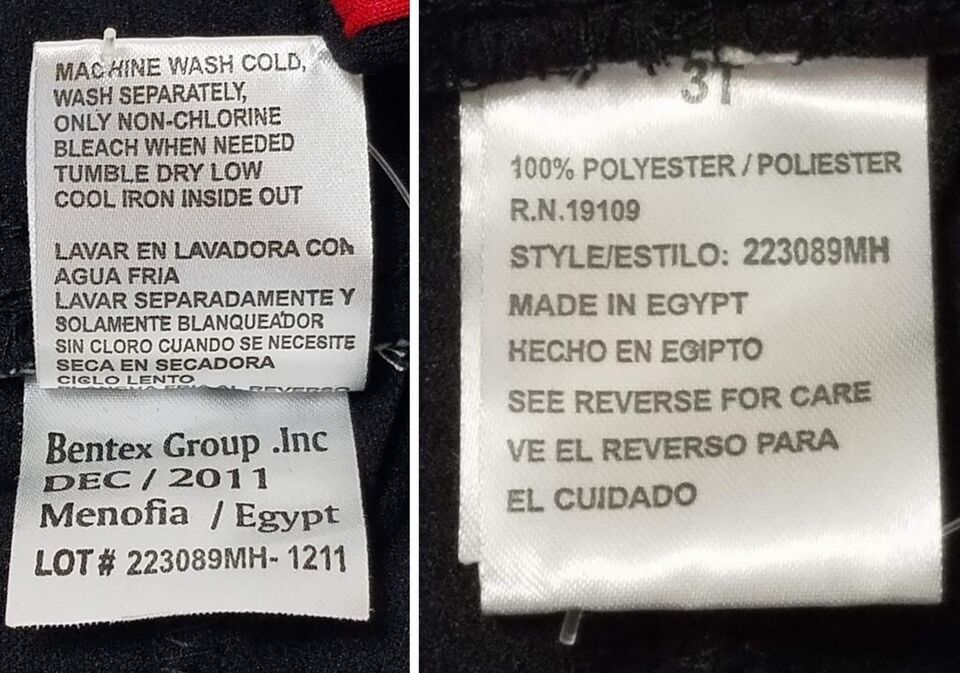 MACHINE WASH COLD,
WASH SEPARATELY,
ONLY NON-CHLORINE
BLEACH WHEN NEEDED
TUMBLE DRY LOW
COOL IRON INSIDE OUT
LAVAR EN LAVADORA CON
AGUA FRIA
LAVAR SEPARADAMENTE Y
SOLAMENTE BLANQUEADOR
SIN CLORO CUANDO SE NECESITE
SECA EN SECADORA
CICLO LENTO
Bentex Group .Inc
DEC / 2011
Menofia / Egypt
LOT# 223089MH- 1211
3T
100% POLYESTER / POLIESTER
R.N.19109
STYLE/ESTILO: 223089MH
MADE IN EGYPT
HECHO EN EGIPTO
SEE REVERSE FOR CARE
VE EL REVERSO PARA
EL CUIDADO